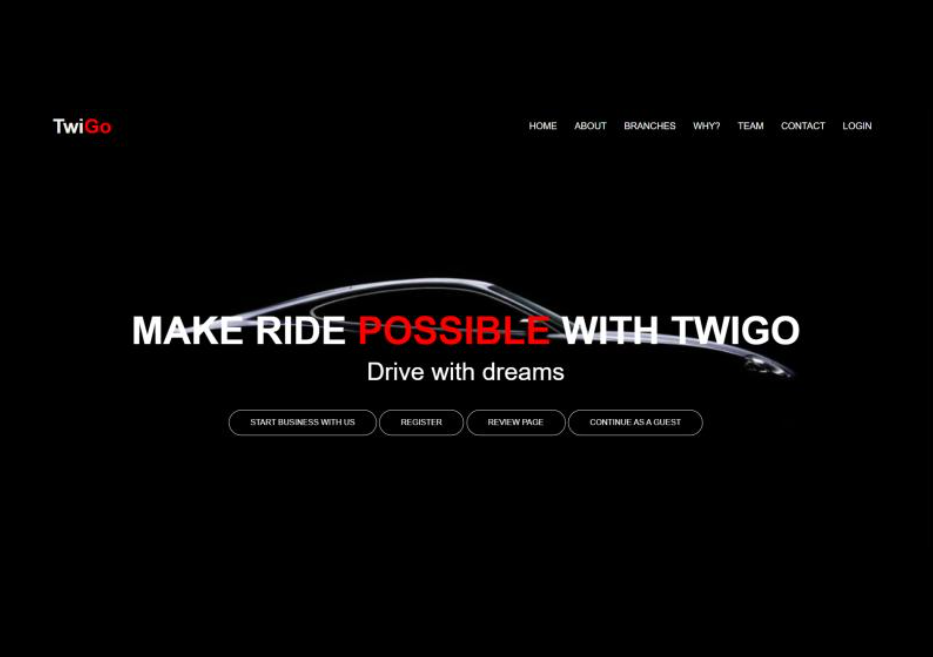 TwiGo
HOME ABOUT BRANCHES WHY? TEAM CONTACT LOGIN
MAKE RIDE POSSIBLE WITH TWIGO
Drive with dreams
START BUSINESS WITH US REGISTER REVIEW PAGE CONTINUE AS A GUEST